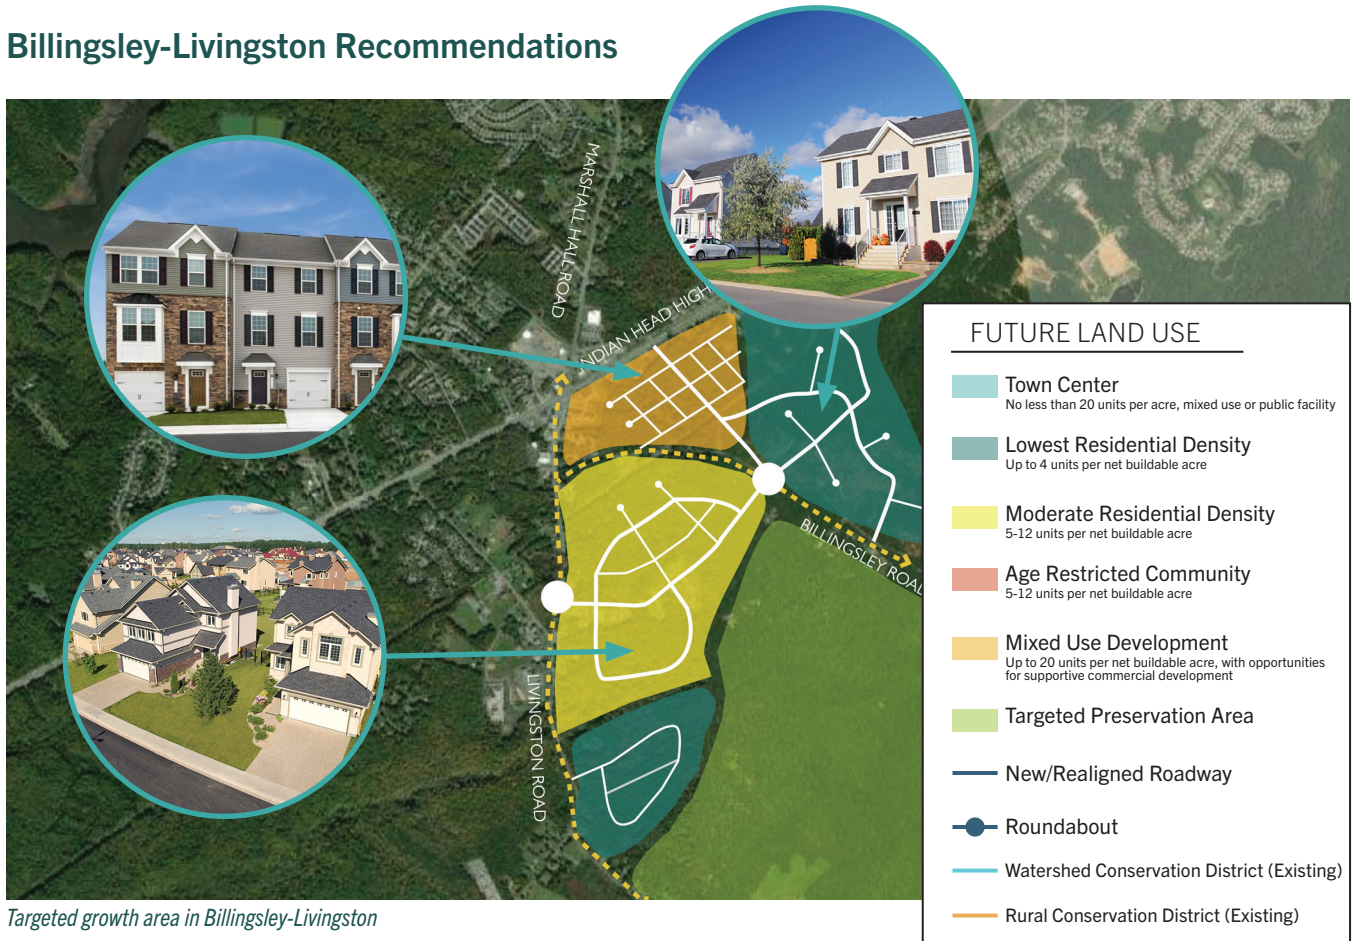 Billingsley-Livingston Recommendations
MARSHALL HALL ROAD
INDIAN HEAD HIGH
BILLINGSLEY ROAD
LIVINGSTON ROAD
FUTURE LAND USE
Town Center
No less than 20 units per acre, mixed use or public facility
Lowest Residential Density
Up to 4 units per net buildable acre
Moderate Residential Density
5-12 units per net buildable acre
Age Restricted Community
5-12 units per net buildable acre
Mixed Use Development
Up to 20 units per net buildable acre, with opportunities
for supportive commercial development
Targeted Preservation Area
New/Realigned Roadway
Roundabout
Watershed Conservation District (Existing)
Rural Conservation District (Existing)
Targeted growth area in Billingsley-Livingston